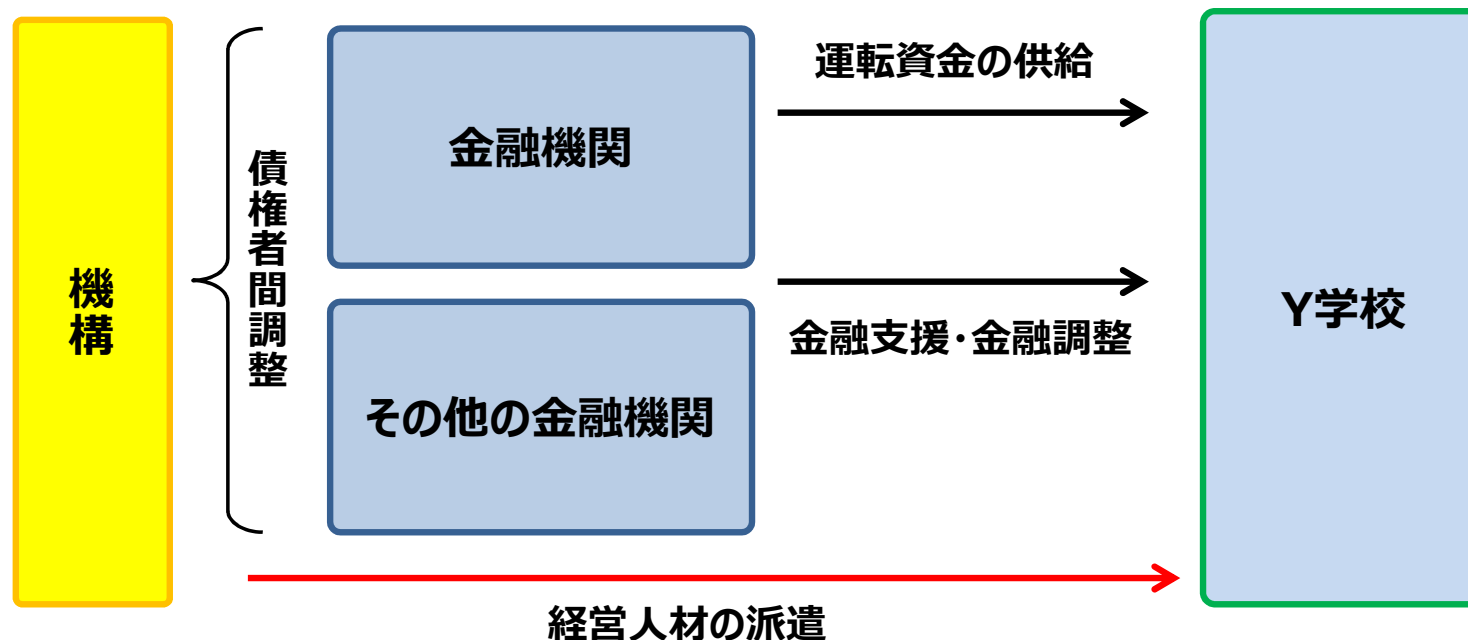 機構
債権者間調整
金融機関
その他の金融機関
運転資金の供給
金融支援・金融調整
Y学校
経営人材の派遣